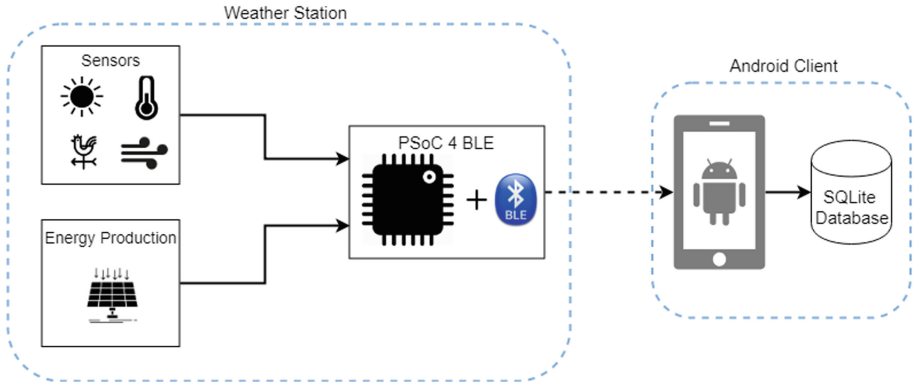 Weather Station
Sensors
Android Client
PSoC 4 BLE
BLE
SQLite
Database
Energy Production